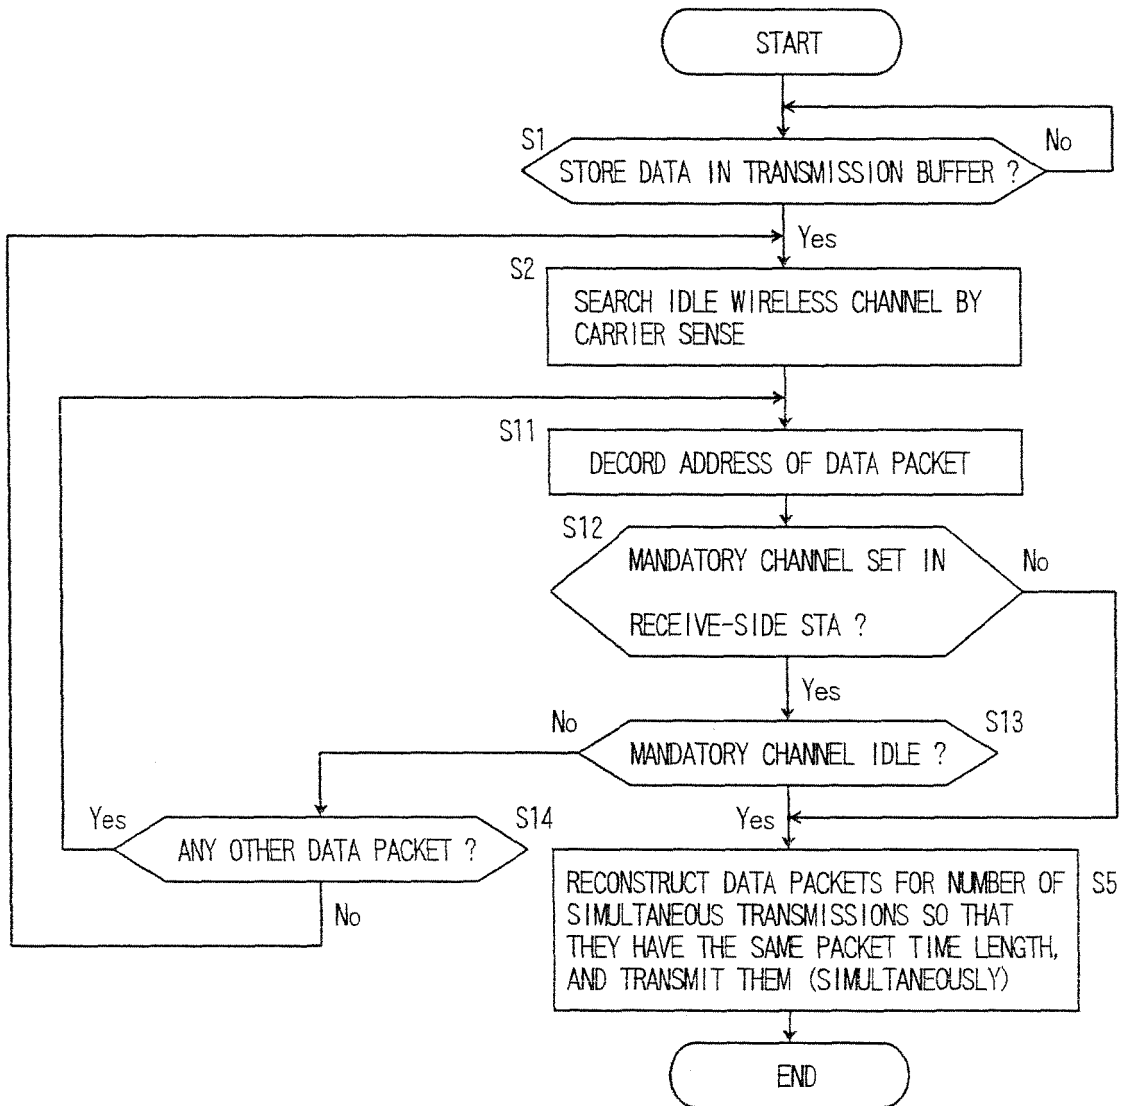 START
S1
No
STORE DATA IN TRANSMISSION BUFFER ?
Yes
S2
SEARCH IDLE WIRELESS CHANNEL BY
CARRIER SENSE
S11
DECORD ADDRESS OF DATA PACKET
S12
MANDATORY CHANNEL SET IN
RECEIVE-SIDE STA ?
No
Yes
No
S13
MANDATORY CHANNEL IDLE ?
Yes
Yes
S14
ANY OTHER DATA PACKET ?
No
RECONSTRUCT DATA PACKETS FOR NUMBER OF
SIMULTANEOUS TRANSMISSIONS SO THAT
THEY HAVE THE SAME PACKET TIME LENGTH,
AND TRANSMIT THEM (SIMULTANEOUSLY)
S5
END